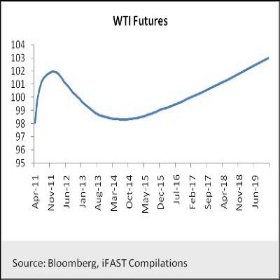 WTI Futures
104
103
102
101
100
99
98
97
96
95
Apr-11
Nov-11
Jun-12
Jan-13
Aug-13
Mar-14
Oct-14
May-15
Dec-15
Jul-16
Feb-17
Sep-17
Apr-18
Nov-18
Jun-19
Source: Bloomberg, iFAST Compilations